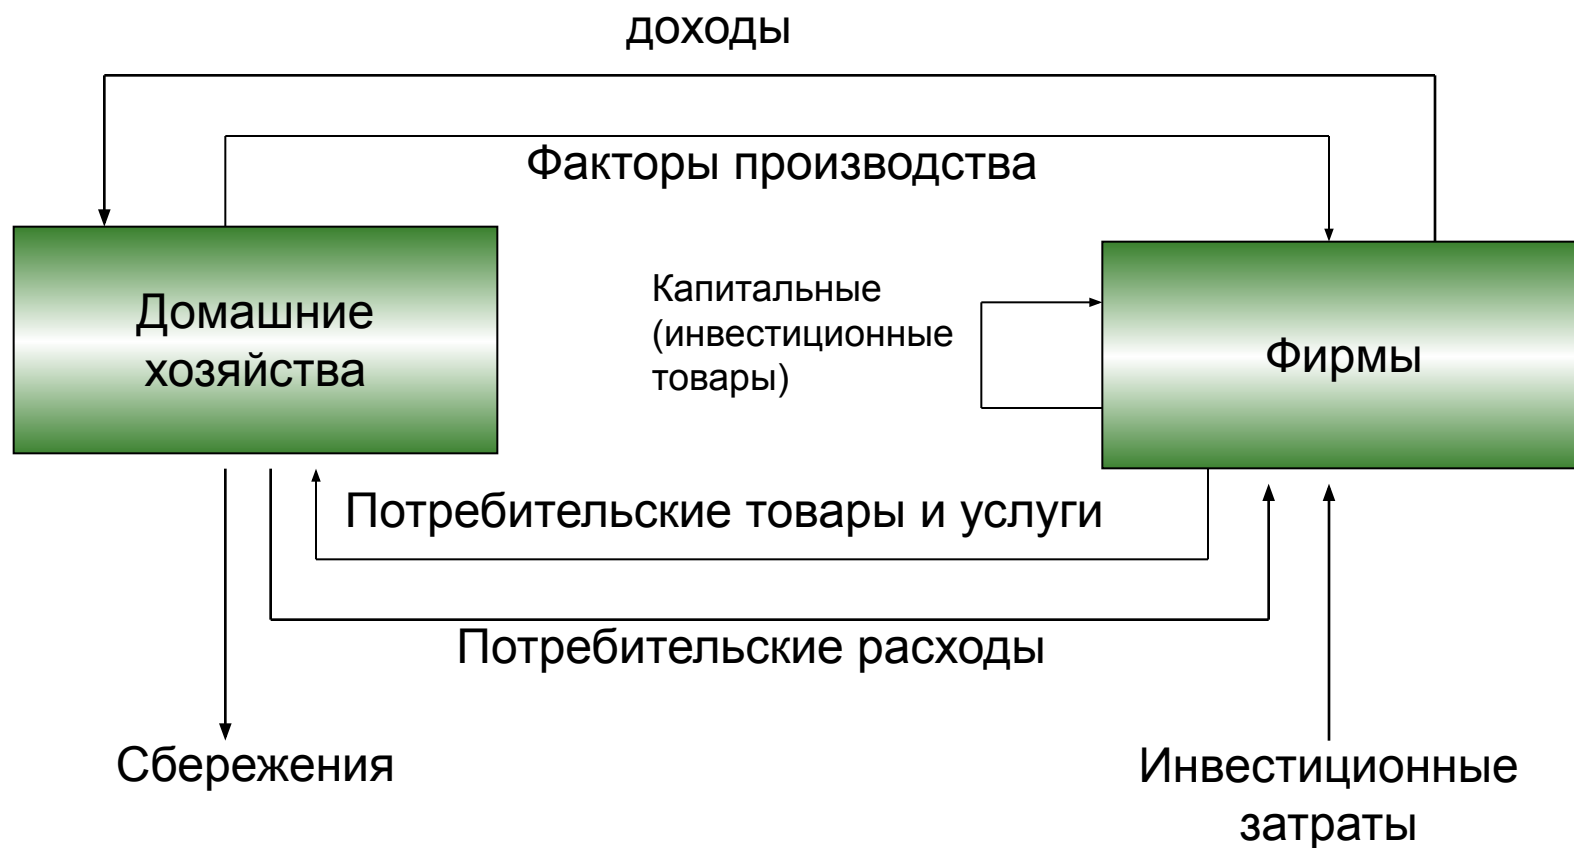 доходы
Факторы производства
Домашние
хозяйства
Капитальные
(инвестиционные
товары)
Фирмы
Потребительские товары и услуги
Потребительские расходы
Сбережения
Инвестиционные
затраты